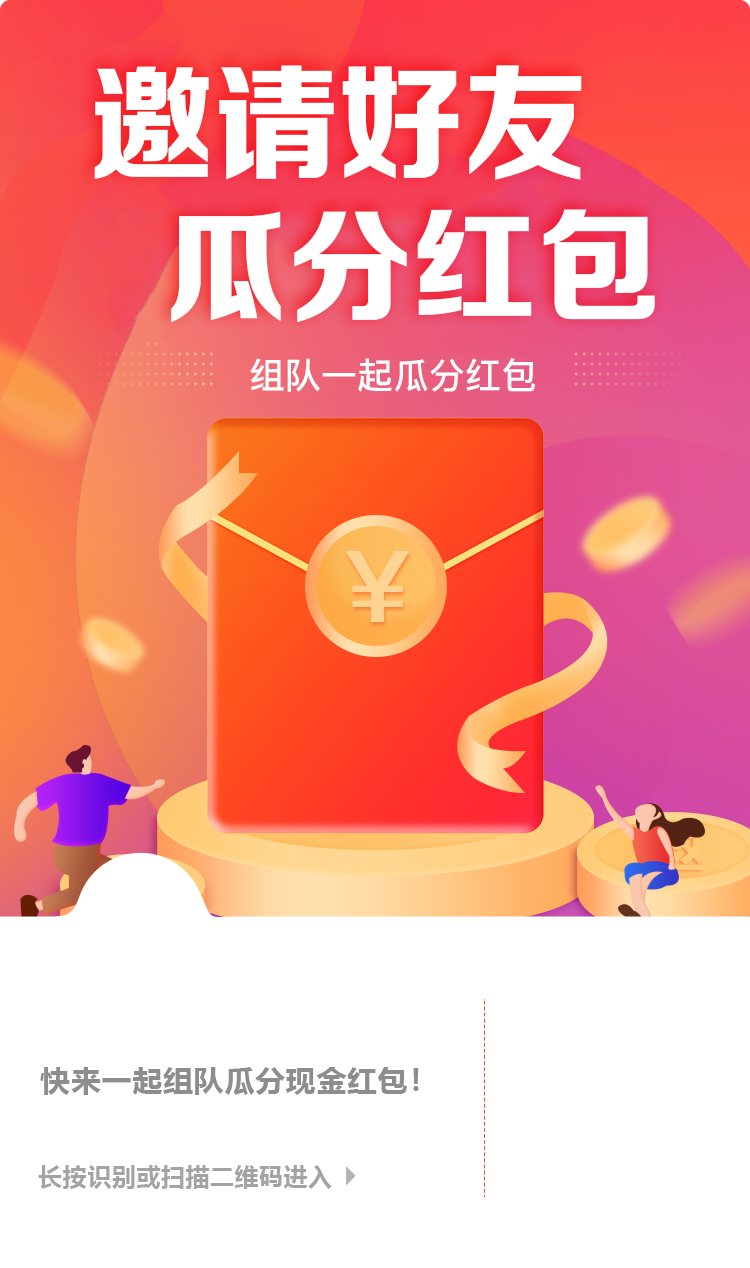 邀请好友
瓜分红包
组队一起瓜分红包
¥
快来一起组队瓜分现金红包！
长按识别或扫描二维码进入